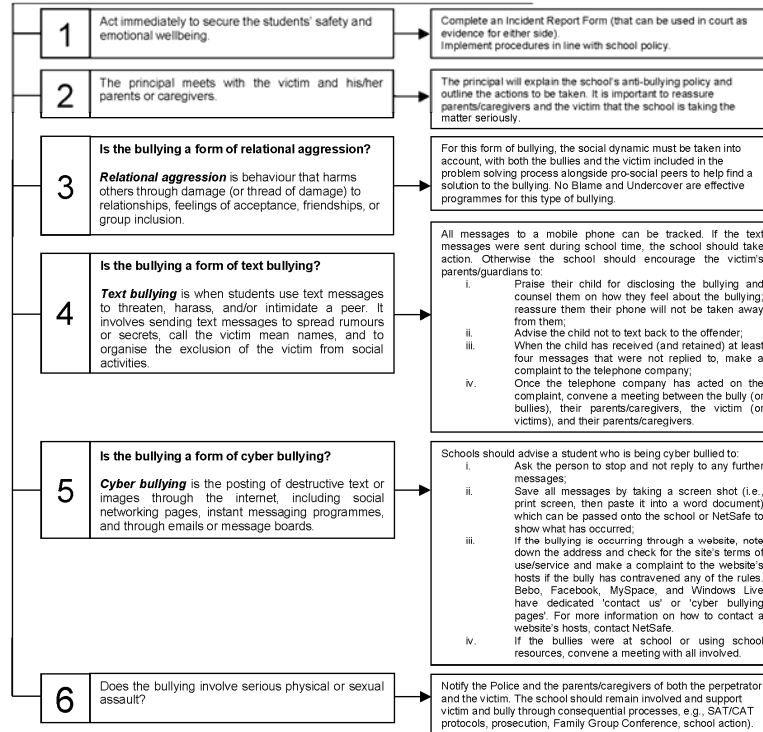 1
Act immediately to secure the students' safety and
emotional wellbeing.
Complete an Incident Report Form (that can be used in court as
evidence for either side).
Implement procedures in line with school policy.
2
The principal meets with the victim and his/her
parents or caregivers.
The principal will explain the school's anti-bullying policy and
outline the actions to be taken. It is important to reassure
parents/caregivers and the victim that the school is taking the
matter seriously.
3
Is the bullying a form of relational aggression?
Relational aggression is behaviour that harms
others through damage (or thread of damage) to
relationships, feelings of acceptance, friendships, or
group inclusion.
For this form of bullying, the social dynamic must be taken into
account, with both the bullies and the victim included in the
problem solving process alongside pro-social peers to help find a
solution to the bullying. No Blame and Undercover are effective
programmes for this type of bullying.
4
Is the bullying a form of text bullying?
Text bullying is when students use text messages
to threaten, harass, and/or intimidate a peer. It
involves sending text messages to spread rumours
or secrets, call the victim mean names, and to
organise the exclusion of the victim from social
activities.
All messages to a mobile phone can be tracked. If the text
messages were sent during school time, the school should take
action. Otherwise the school should encourage the victim's
parents/guardians to:
i. Praise their child for disclosing the bullying and
counsel them on how they feel about the bullying;
reassure them their phone will not be taken away
from them;
ii. Advise the child not to text back to the offender;
iii. When the child has received (and retained) at least
four messages that were not replied to, make a
complaint to the telephone company;
iv. Once the telephone company has acted on the
complaint, convene a meeting between the bully (or
bullies), their parents/caregivers, the victim (or
victims), and their parents/caregivers.
5
Is the bullying a form of cyber bullying?
Cyber bullying is the posting of destructive text or
images through the internet, including social
networking pages, instant messaging programmes,
and through emails or message boards.
Schools should advise a student who is being cyber bullied to:
i. Ask the person to stop and not reply to any further
messages;
ii. Save all messages by taking a screen shot (i.e.,
print screen, then paste it into a word document)
which can be passed onto the school or NetSafe to
show what has occurred;
iii. If the bullying is occurring through a website, note
down the address and check for the site's terms of
use/service and make a complaint to the website's
hosts if the bully has contravened any of the rules.
Bebo, Facebook, MySpace, and Windows Live
have dedicated 'contact us' or 'cyber bullying
pages'. For more information on how to contact a
website's hosts, contact NetSafe.
iv. If the bullies were at school or using school
resources, convene a meeting with all involved.
6
Does the bullying involve serious physical or sexual
assault?
Notify the Police and the parents/caregivers of both the perpetrator
and the victim. The school should remain involved and support
victim and bully through consequential processes, e.g., SAT/CAT
protocols, prosecution, Family Group Conference, school action).